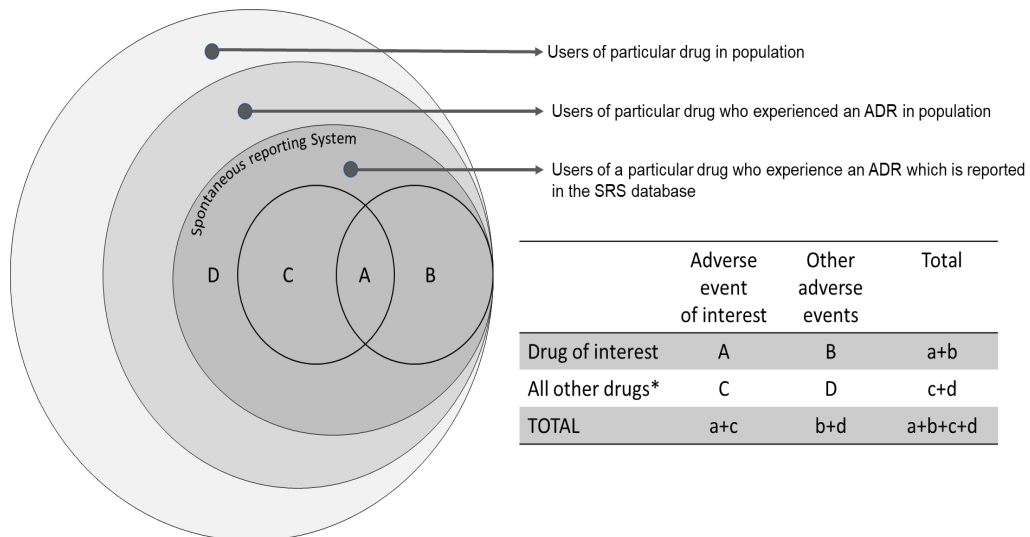 Users of particular drug in population
Users of particular drug who experienced an ADR in population
Users of a particular drug who experience an ADR which is reported
in the SRS database
Spontaneous reporting System
D C A B
Adverse event of interest Other adverse events Total
Drug of interest A B a+b
All other drugs* C D c+d
TOTAL a+c b+d a+b+c+d